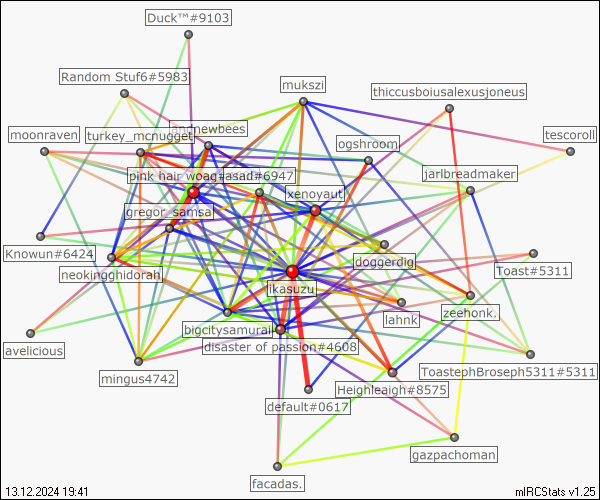 Duck™#9103
Random Stuf6#5983
mukszi
thiccusboiusalexusjoneus
moonraven
turkey_mcnugget
andnewbees
ogshroom
tescoroll
pink hair woag#asad#6947
xenoyaut
jarlbreadmaker
gregor_samsa
Knowun#6424
neokingghidorah
doggerdig
Toast#5311
ikasuzu
bigcitysamurai
lahnk
zeehonk.
avelicious
disaster of passion#4608
mingus4742
Heighleaigh#8575
ToastephBroseph5311#5311
default#0617
gazpachoman
facadas.
13.12.2024 19:41
mIRCStats v1.25